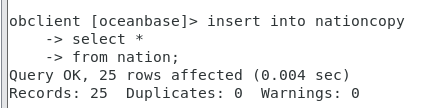 obclient [oceanbase]> insert into nationcopy
    -> select *
    -> from nation;
Query OK, 25 rows affected (0.004 sec)
Records: 25  Duplicates: 0  Warnings: 0